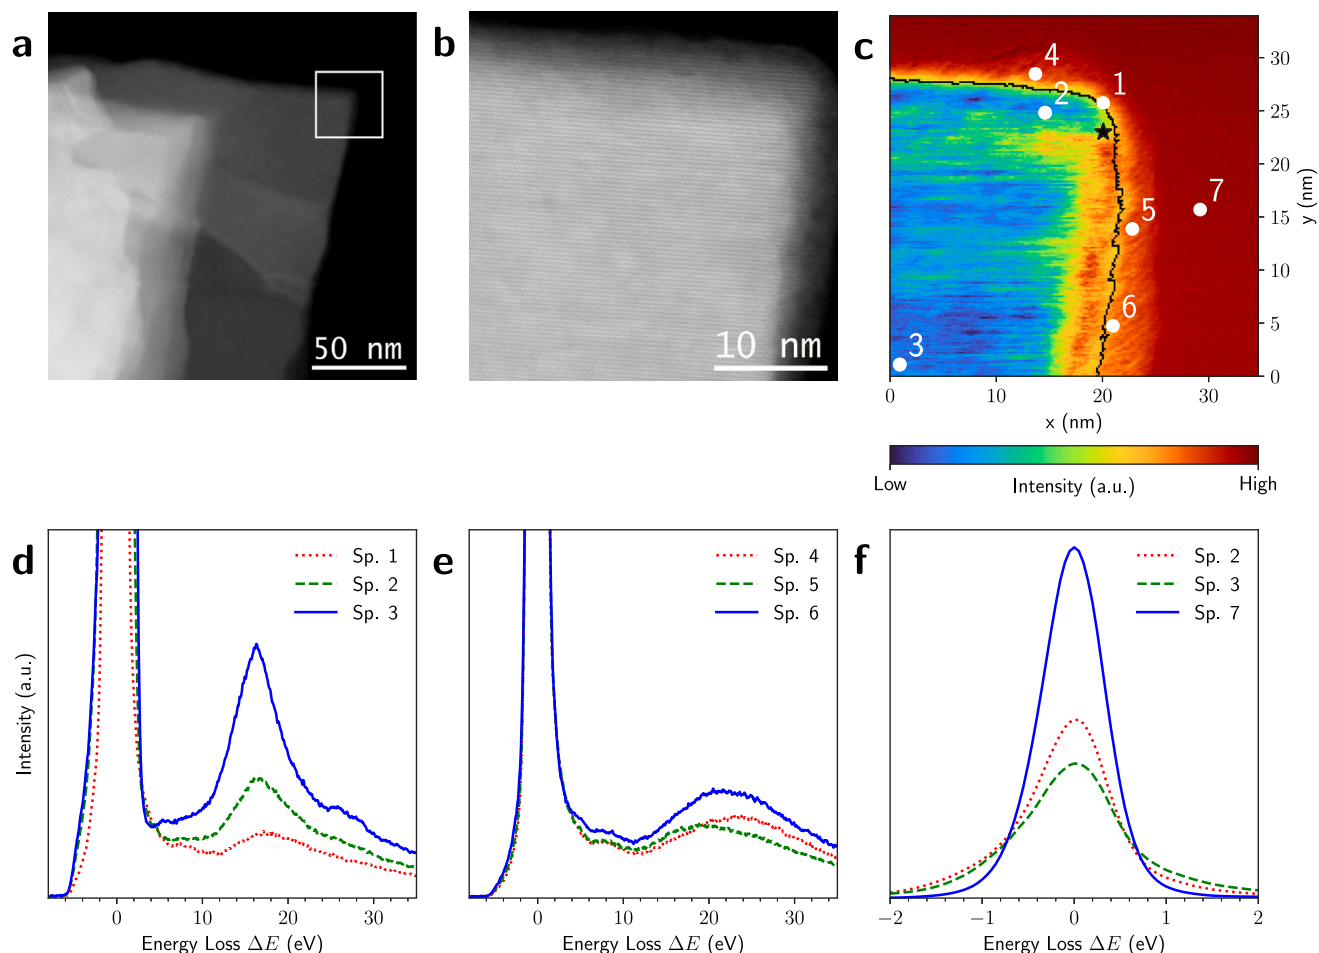 a
50 nm
b
10 nm
c
1
2
3
4
5
6
7
0
5
10
15
20
25
30
y (nm)
0
10
20
30
x (nm)
Low
Intensity (a.u.)
High
d
Sp. 1
Sp. 2
Sp. 3
Intensity (a.u.)
0
10
20
30
Energy Loss ΔE (eV)
e
Sp. 4
Sp. 5
Sp. 6
0
10
20
30
Energy Loss ΔE (eV)
f
Sp. 2
Sp. 3
Sp. 7
−2
−1
0
1
2
Energy Loss ΔE (eV)